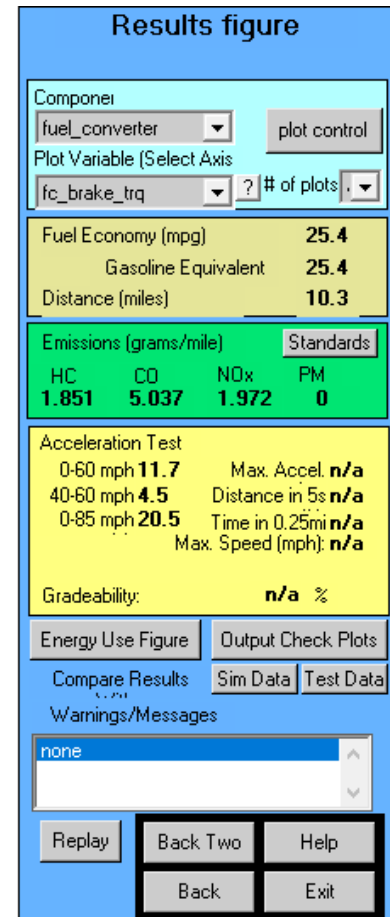 Results figure
Componer
fuel_converter
plot control
Plot Variable (Select Axis
fc_brake_trq
?
# of plots
Fuel Economy (mpg) 25.4
Gasoline Equivalent 25.4
Distance (miles) 10.3
Emissions (grams/mile) Standards
HC CO NOx PM
1.851 5.037 1.972 0
Acceleration Test
0-60 mph 11.7 Max. Accel. n/a
40-60 mph 4.5 Distance in 5s n/a
0-85 mph 20.5 Time in 0.25mi n/a
Max. Speed (mph): n/a
Gradeability: n/a %
Energy Use Figure Output Check Plots
Compare Results Sim Data Test Data
Warnings/Messages
none
Replay Back Two Help
Back Exit